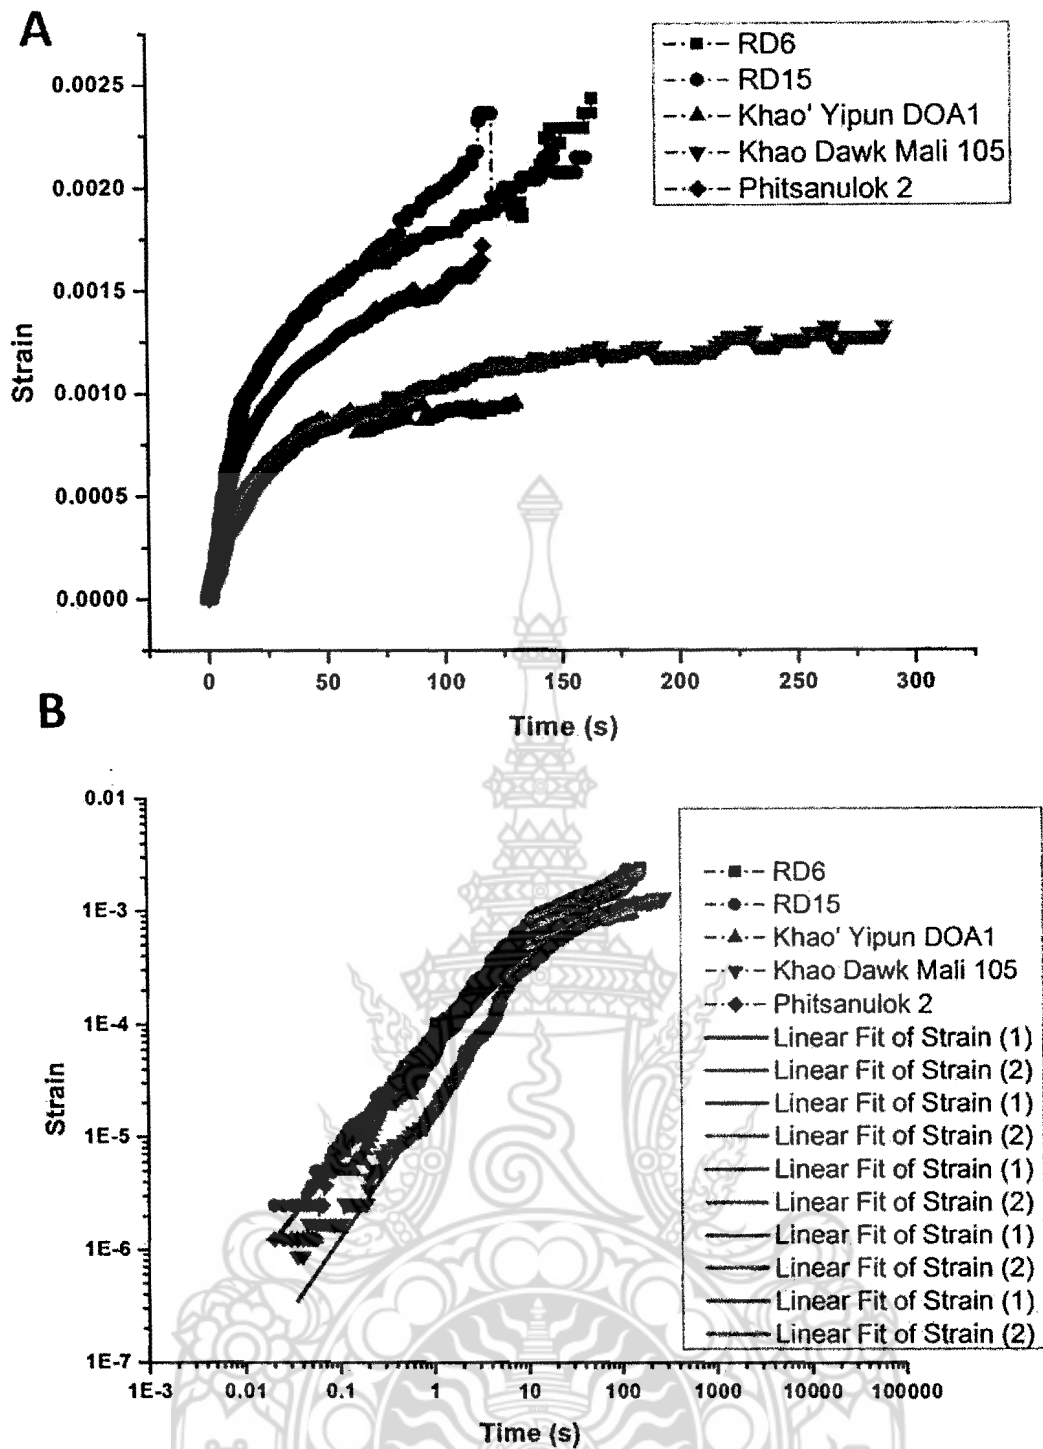 A
RD6
RD15
Khao' Yipun DOA1
Khao Dawk Mali 105
Phitsanulok 2
0.0025
0.0020
0.0015
0.0010
0.0005
0.0000
Strain
0 50 100 150 200 250 300
Time (s)
B
0.01
1E-3
1E-4
1E-5
1E-6
1E-7
Strain
RD6
RD15
Khao' Yipun DOA1
Khao Dawk Mali 105
Phitsanulok 2
Linear Fit of Strain (1)
Linear Fit of Strain (2)
Linear Fit of Strain (1)
Linear Fit of Strain (2)
Linear Fit of Strain (1)
Linear Fit of Strain (2)
Linear Fit of Strain (1)
Linear Fit of Strain (2)
Linear Fit of Strain (1)
Linear Fit of Strain (2)
1E-3 0.01 0.1 1 10 100 1000 10000 100000
Time (s)